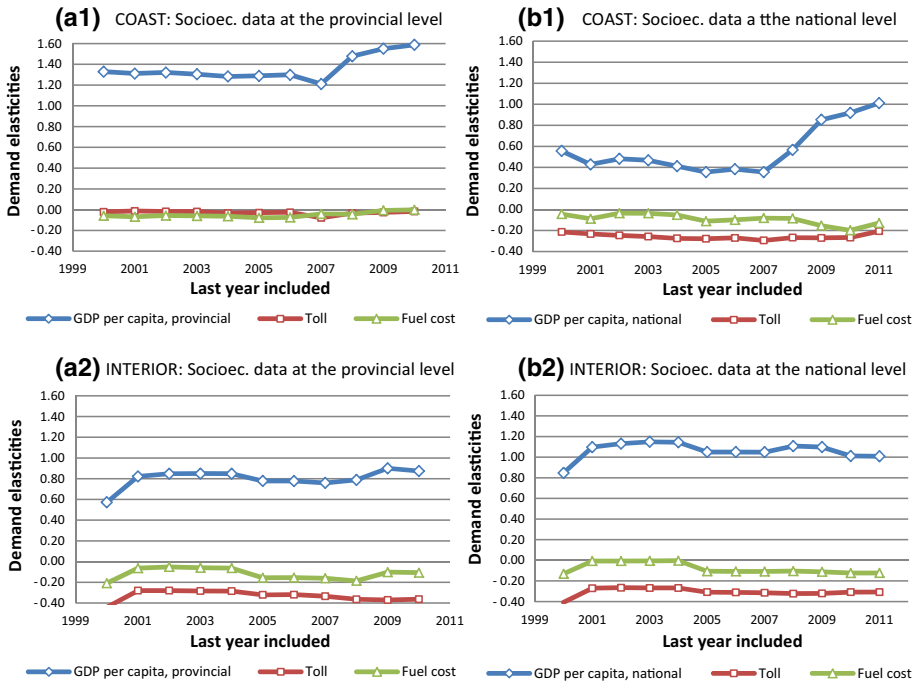 (a1) COAST: Socioec. data at the provincial level
Demand elasticities
1.60
1.40
1.20
1.00
0.80
0.60
0.40
0.20
0.00
- 0.20
- 0.40
1999 2001 2003 2005 2007 2009 2011
Last year included
GDP per capita, provincial Toll Fuel cost
(b1) COAST: Socioec. data a tthe national level
Demand elasticities
1.60
1.40
1.20
1.00
0.80
0.60
0.40
0.20
0.00
- 0.20
- 0.40
1999 2001 2003 2005 2007 2009 2011
Last year included
GDP per capita, national Toll Fuel cost
(a2) INTERIOR: Socioec. data at the provincial level
Demand elasticities
1.60
1.40
1.20
1.00
0.80
0.60
0.40
0.20
0.00
- 0.20
- 0.40
1999 2001 2003 2005 2007 2009 2011
Last year included
GDP per capita, provincial Toll Fuel cost
(b2) INTERIOR: Socioec. data at the national level
Demand elasticities
1.60
1.40
1.20
1.00
0.80
0.60
0.40
0.20
0.00
- 0.20
- 0.40
1999 2001 2003 2005 2007 2009 2011
Last year included
GDP per capita, national Toll Fuel cost